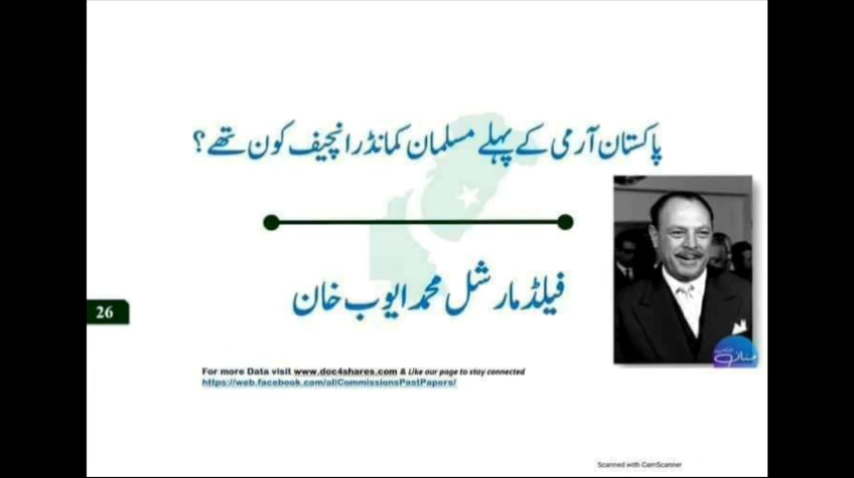 پاکستان آرمی کے پہلے مسلمان کمانڈر انچیف کون تھے؟
فیلڈ مارشل محمد ایوب خان
26
For more Data visit www.doc4shares.com & Like our page to stay connected
https://web.facebook.com/allCommissionsPastPapers/
Scanned with CamScanner